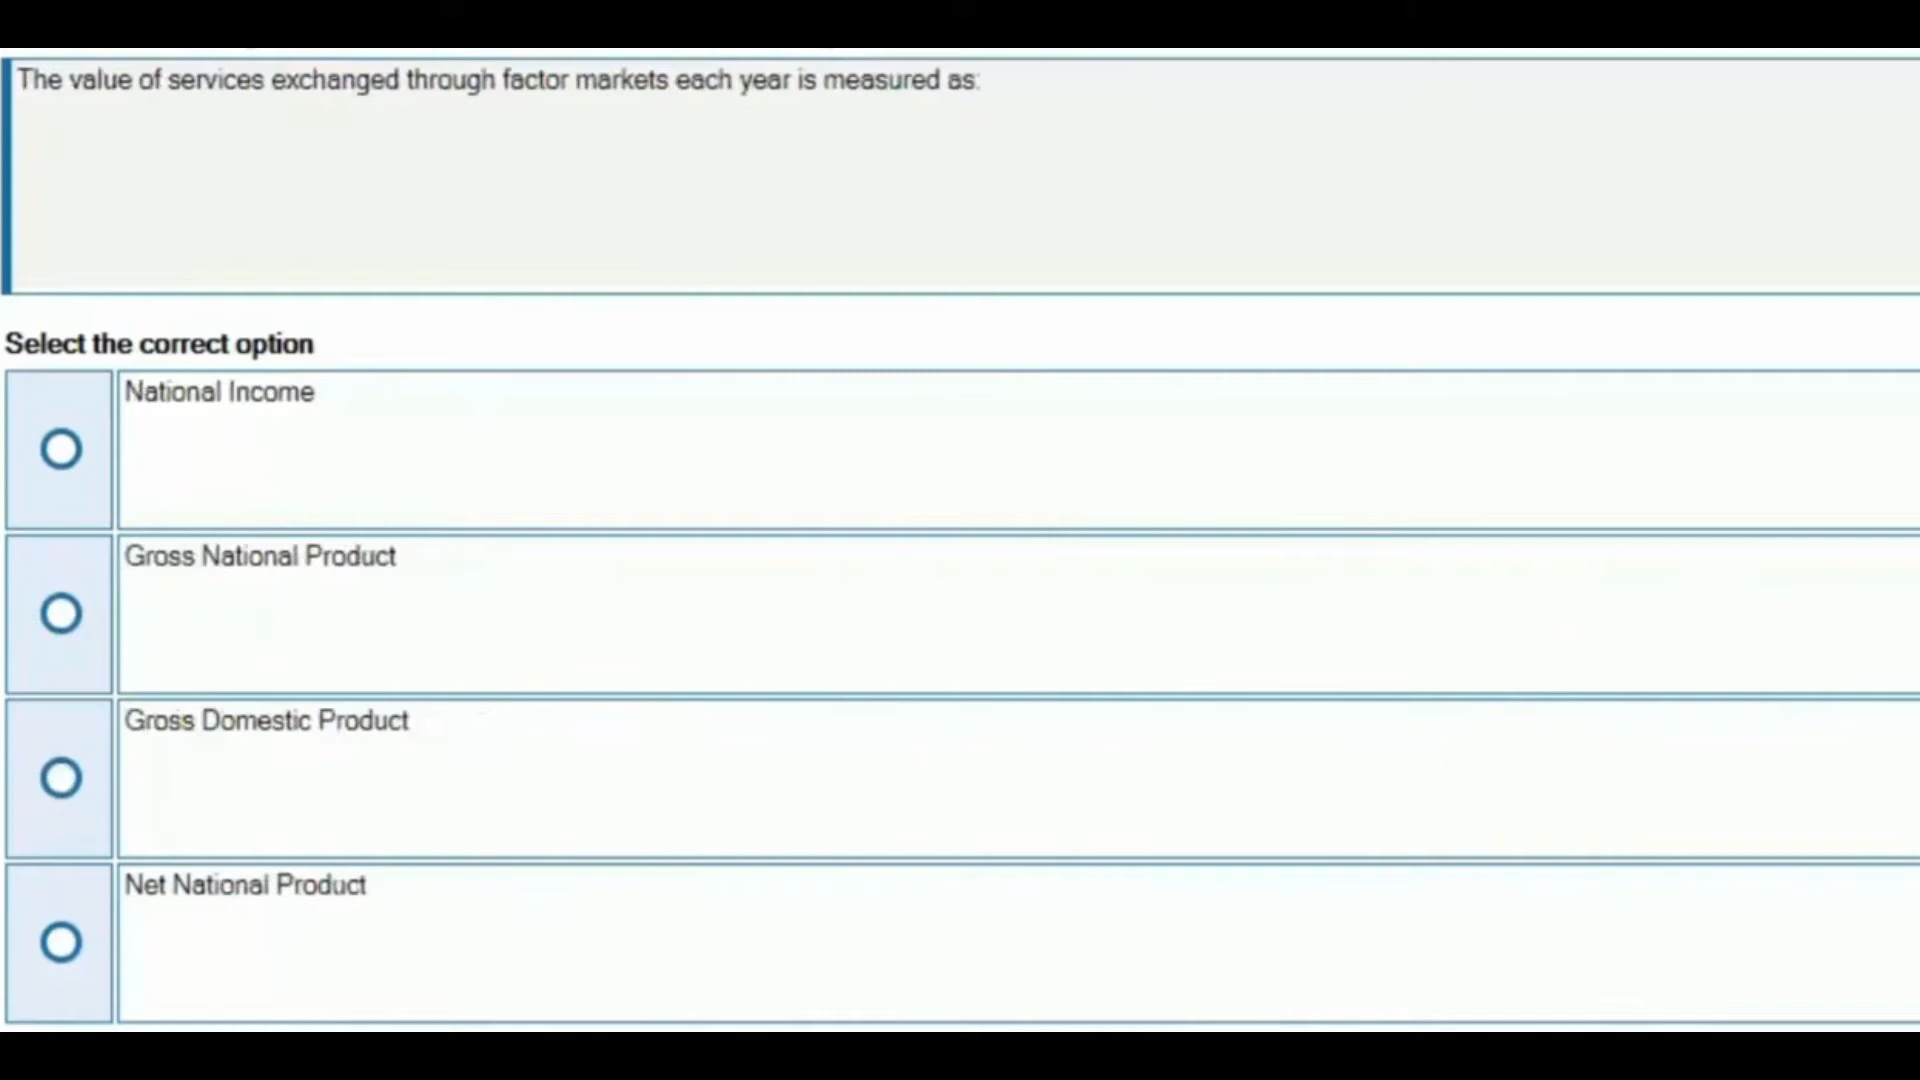 The value of services exchanged through factor markets each year is measured as:
Select the correct option
National Income
Gross National Product
Gross Domestic Product
Net National Product